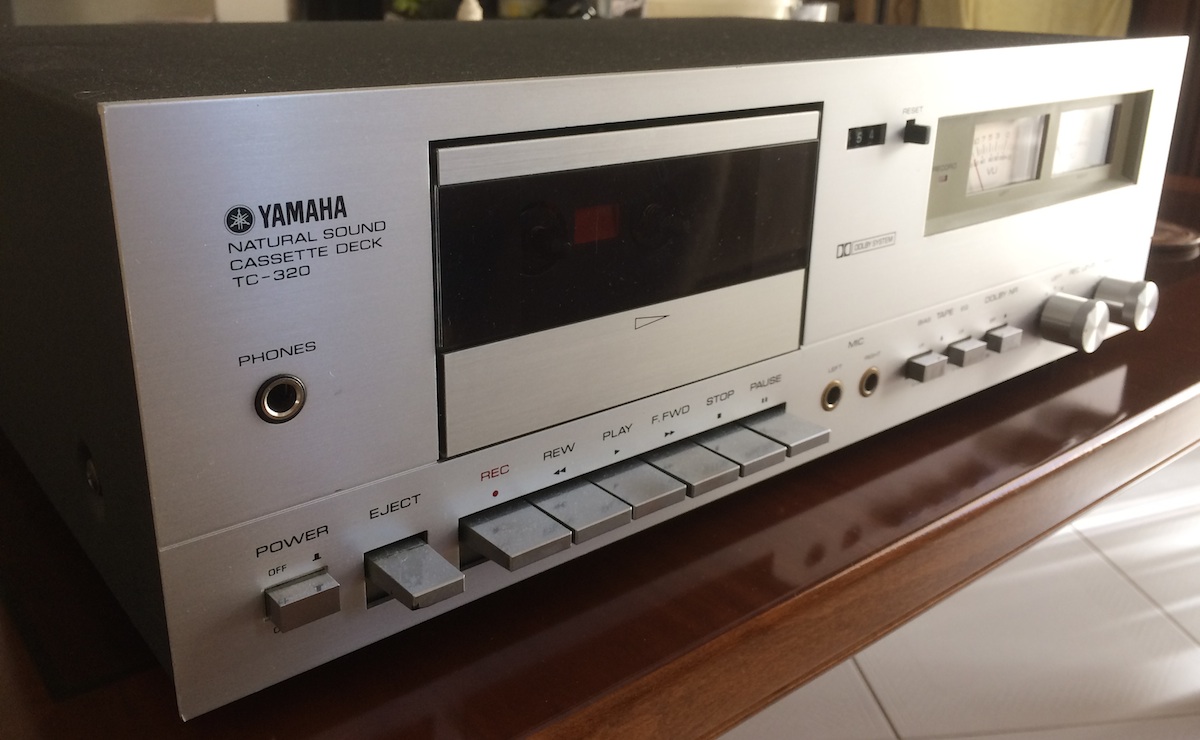 YAMAHA
NATURAL SOUND
CASSETTE DECK
TC-320
PHONES
POWER
OFF
EJECT
REC
REW
PLAY
F. FWD
STOP
PAUSE
RESET
VU
DOLBY SYSTEM
MIC
LEFT
RIGHT
TAPE
DOLBY NR